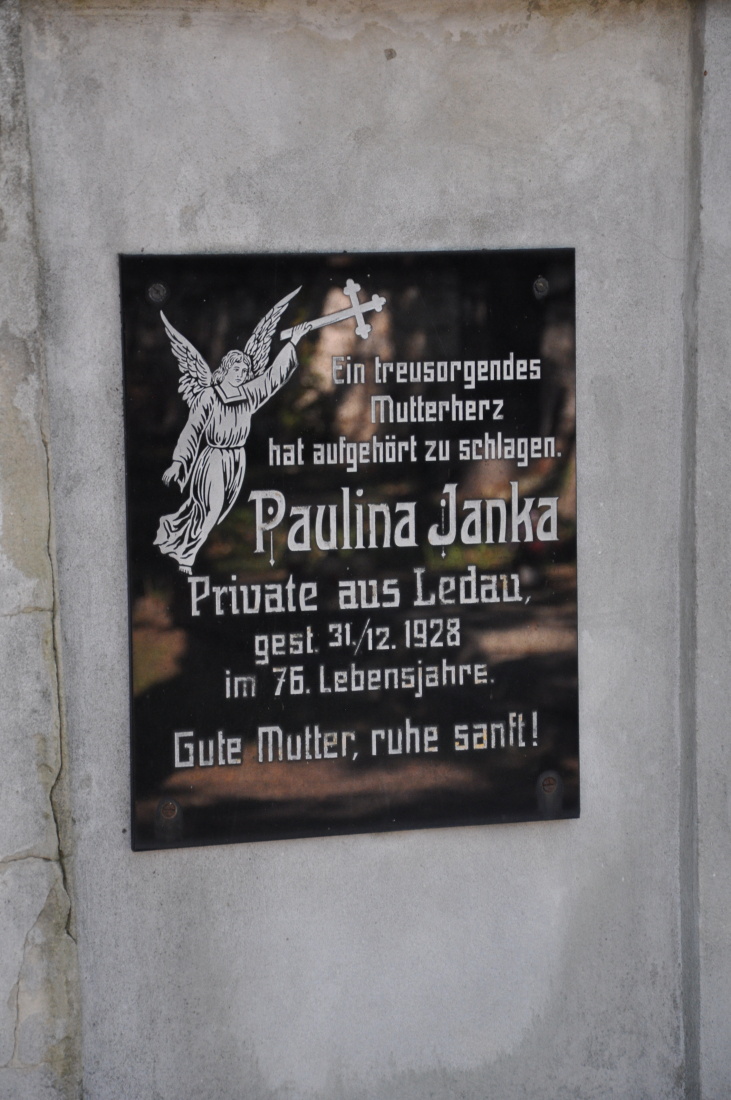 Ein treusorgendes
Mutterherz
hat aufgehört zu schlagen.
Paulina Janka
Private aus Ledau,
gest. 31./12. 1928
im 76. Lebensjahre.
Gute Mutter, ruhe sanft!